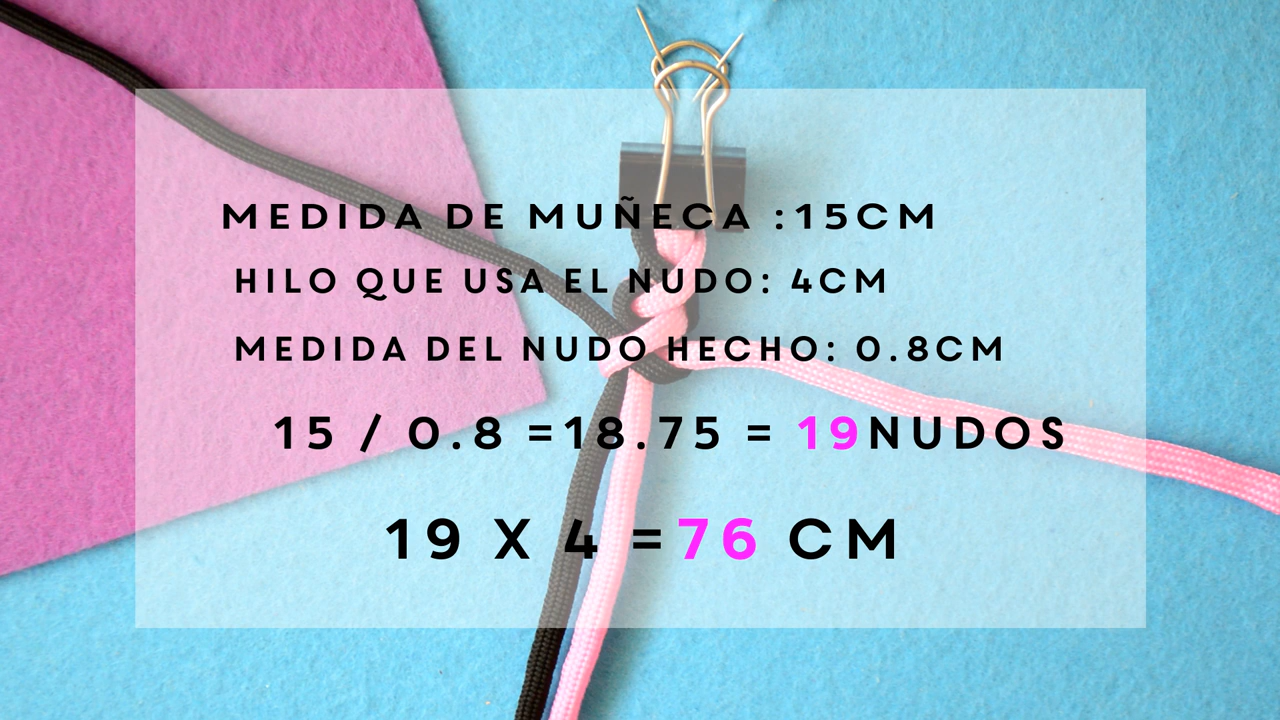 MEDIDA DE MUÑECA :15CM
HILO QUE USA EL NUDO: 4CM
MEDIDA DEL NUDO HECHO: 0.8CM
15 / 0.8 =18.75 = 19NUDOS
19 X 4 =76 CM